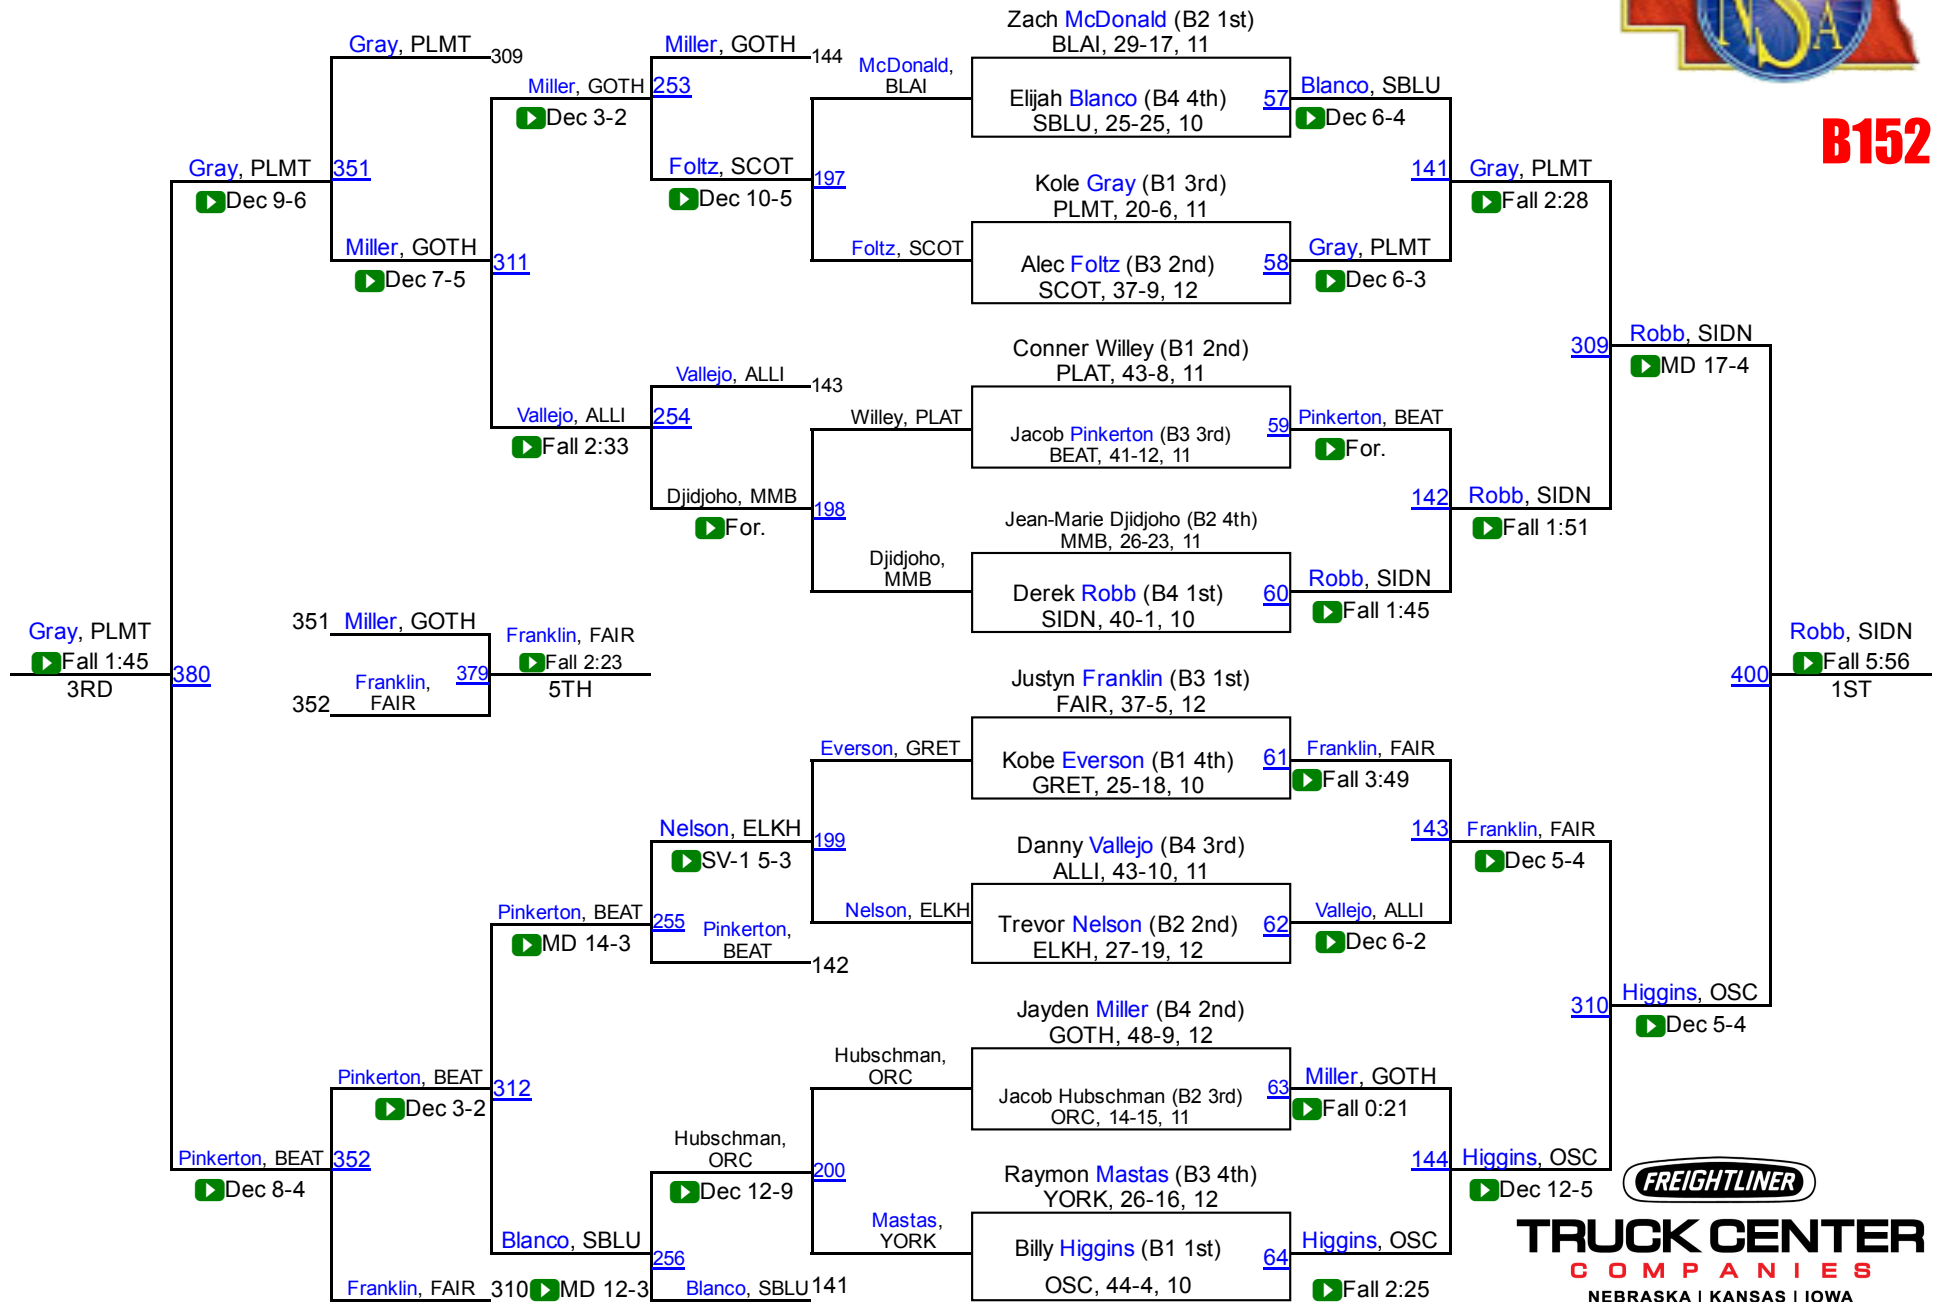 NSA
B152
Gray, PLMT
309
Miller, GOTH
Dec 3-2
253
Miller, GOTH
144
Foltz, SCOT
Dec 10-5
197
McDonald,
BLAI
Foltz, SCOT
Gray, PLMT
Dec 9-6
351
Miller, GOTH
Dec 7-5
311
Vallejo, ALLI
Fall 2:33
254
Vallejo, ALLI
143
Djidjoho, MMB
For.
198
Willey, PLAT
Djidjoho,
MMB
Zach McDonald (B2 1st)
BLAI, 29-17, 11
Elijah Blanco (B4 4th)
SBLU, 25-25, 10
57
Blanco, SBLU
Dec 6-4
Kole Gray (B1 3rd)
PLMT, 20-6, 11
Alec Foltz (B3 2nd)
SCOT, 37-9, 12
58
Gray, PLMT
Dec 6-3
141
Gray, PLMT
Fall 2:28
Conner Willey (B1 2nd)
PLAT, 43-8, 11
Jacob Pinkerton (B3 3rd)
BEAT, 41-12, 11
59
Pinkerton, BEAT
For.
Jean-Marie Djidjoho (B2 4th)
MMB, 26-23, 11
Derek Robb (B4 1st)
SIDN, 40-1, 10
60
Robb, SIDN
Fall 1:45
142
Robb, SIDN
Fall 1:51
309
Robb, SIDN
MD 17-4
Gray, PLMT
Fall 1:45
3RD
380
351
Miller, GOTH
352
Franklin,
FAIR
379
Franklin, FAIR
Fall 2:23
5TH
Justyn Franklin (B3 1st)
FAIR, 37-5, 12
Kobe Everson (B1 4th)
GRET, 25-18, 10
61
Franklin, FAIR
Fall 3:49
Danny Vallejo (B4 3rd)
ALLI, 43-10, 11
Trevor Nelson (B2 2nd)
ELKH, 27-19, 12
62
Vallejo, ALLI
Dec 6-2
143
Franklin, FAIR
Dec 5-4
Jayden Miller (B4 2nd)
GOTH, 48-9, 12
Jacob Hubschman (B2 3rd)
ORC, 14-15, 11
63
Miller, GOTH
Fall 0:21
Raymon Mastas (B3 4th)
YORK, 26-16, 12
Billy Higgins (B1 1st)
OSC, 44-4, 10
64
Higgins, OSC
Fall 2:25
144
Higgins, OSC
Dec 12-5
310
Higgins, OSC
Dec 5-4
400
Robb, SIDN
Fall 5:56
1ST
Everson, GRET
Nelson, ELKH
199
Nelson, ELKH
SV-1 5-3
Pinkerton,
BEAT
142
255
Pinkerton, BEAT
MD 14-3
Hubschman,
ORC
Mastas,
YORK
200
Hubschman,
ORC
Dec 12-9
Blanco, SBLU
141
256
Blanco, SBLU
MD 12-3
312
Pinkerton, BEAT
Dec 3-2
Franklin, FAIR
310
352
Pinkerton, BEAT
Dec 8-4
FREIGHTLINER
TRUCK CENTER
COMPANIES
NEBRASKA | KANSAS | IOWA